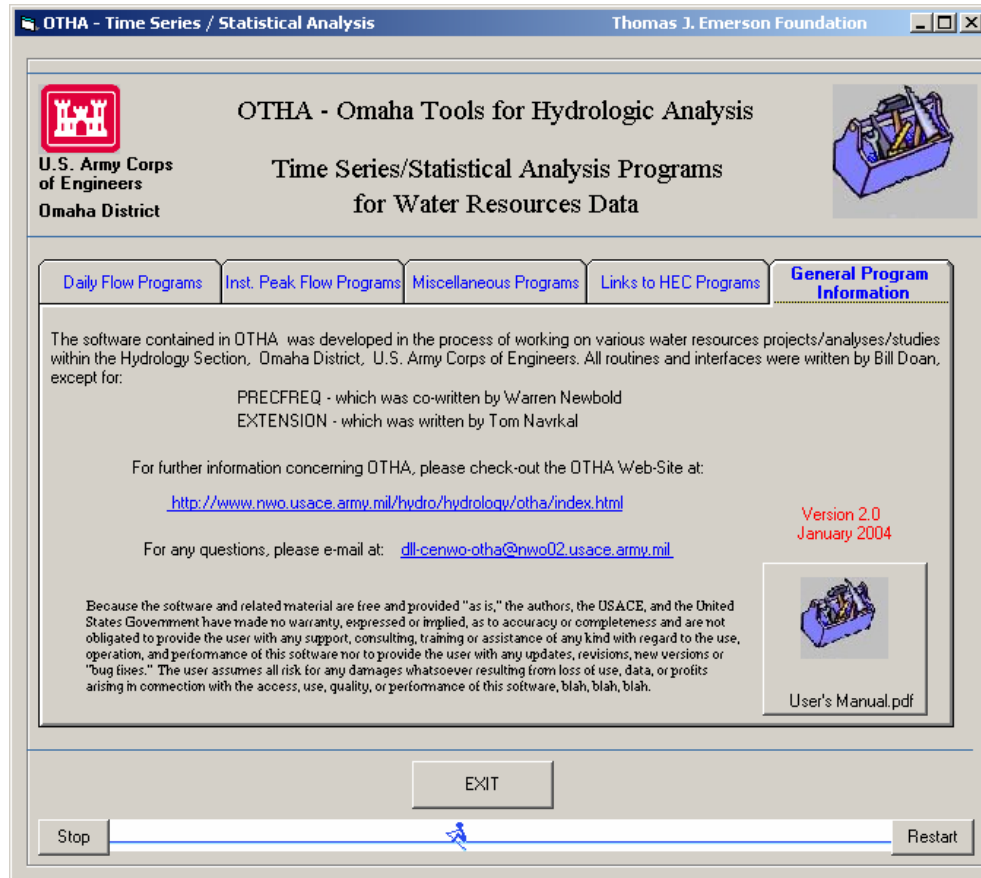 OTHA - Time Series / Statistical Analysis Thomas J. Emerson Foundation
U.S. Army Corps
of Engineers
Omaha District
OTHA - Omaha Tools for Hydrologic Analysis
Time Series/Statistical Analysis Programs
for Water Resources Data
Daily Flow Programs
Inst. Peak Flow Programs
Miscellaneous Programs
Links to HEC Programs
General Program
Information
The software contained in OTHA was developed in the process of working on various water resources projects/analyses/studies
within the Hydrology Section, Omaha District, U.S. Army Corps of Engineers. All routines and interfaces were written by Bill Doan,
except for:
PRECFREQ - which was co-written by Warren Newbold
EXTENSION - which was written by Tom Navrkal
For further information concerning OTHA, please check-out the OTHA Web-Site at:
http://www.nwo.usace.army.mil/hydro/hydrology/otha/index.html
For any questions, please e-mail at: dll-cenwo-otha@nwo02.usace.army.mil
Version 2.0
January 2004
Because the software and related material are free and provided "as is," the authors, the USACE, and the United
States Government have made no warranty, expressed or implied, as to accuracy or completeness and are not
obligated to provide the user with any support, consulting, training or assistance of any kind with regard to the use,
operation, and performance of this software nor to provide the user with any updates, revisions, new versions or
"bug fixes." The user assumes all risk for any damages whatsoever resulting from loss of use, data, or profits
arising in connection with the access, use, quality, or performance of this software, blah, blah, blah.
User's Manual.pdf
EXIT
Stop
Restart